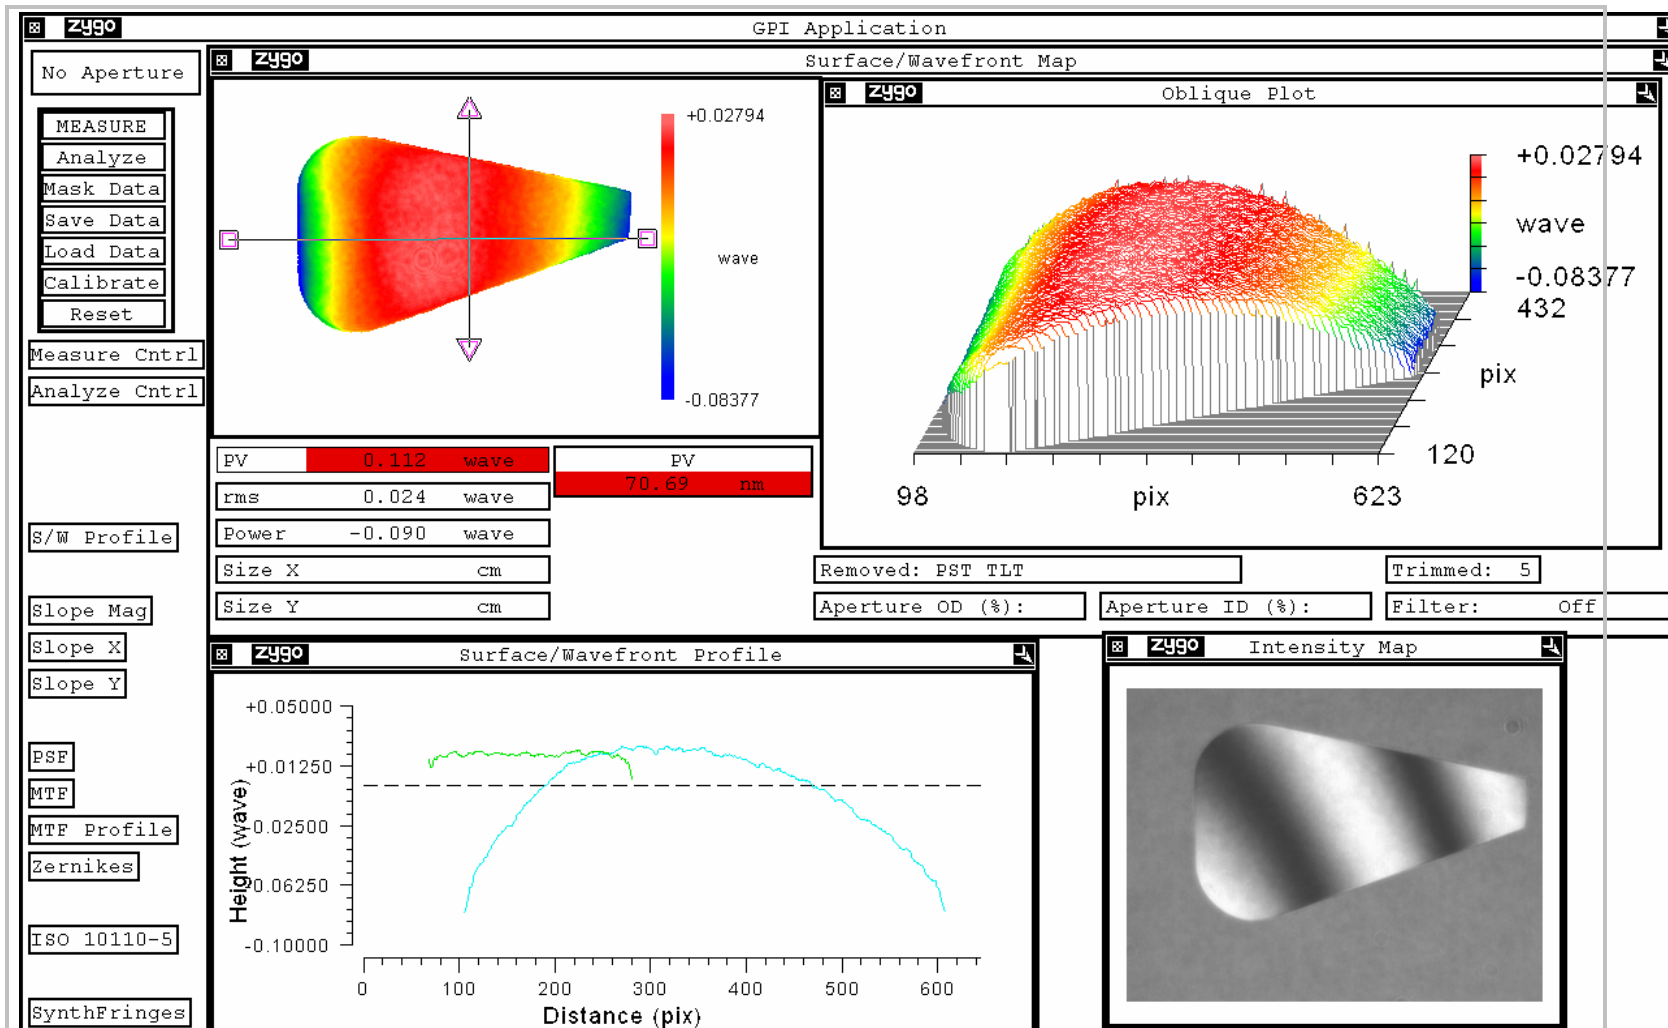 zygo GPI Application
No Aperture
zygo Surface/Wavefront Map
MEASURE
Analyze
Mask Data
Save Data
Load Data
Calibrate
Reset
Measure Cntrl
Analyze Cntrl
S/W Profile
Slope Mag
Slope X
Slope Y
PSF
MTF
MTF Profile
Zernikes
ISO 10110-5
SynthFringes
+0.02794
wave
-0.08377
zygo Oblique Plot
+0.02794
wave
-0.08377
432
pix
120
98 pix 623
PV 0.112 wave
rms 0.024 wave
Power -0.090 wave
Size X cm
Size Y cm
PV
70.69 nm
Removed: PST TLT
Trimmed: 5
Aperture OD (%):
Aperture ID (%):
Filter: Off
zygo Surface/Wavefront Profile
+0.05000
+0.01250
-0.02500
-0.06250
-0.10000
Height (wave)
0 100 200 300 400 500 600
Distance (pix)
zygo Intensity Map